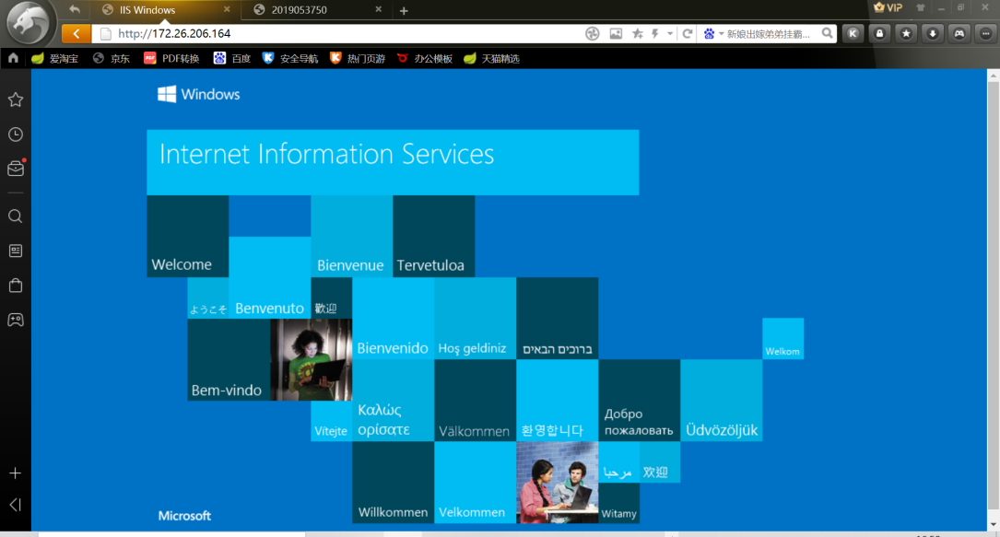 IIS Windows
2019053750
VIP
http://172.26.206.164
新娘出嫁弟弟挂霸...
K
爱淘宝
京东
PDF转换
百度
安全导航
热门页游
办公模板
天猫精选
Windows
Internet Information Services
Welcome
Bienvenue
Tervetuloa
ようこそ
Benvenuto
歡迎
Bienvenido
Hoş geldiniz
ברוכים הבאים
Welkom
Bem-vindo
Vítejte
Καλώς
ορίσατε
Välkommen
환영합니다
Добро
пожаловать
Üdvözöljük
مرحبا
欢迎
Willkommen
Velkommen
Witamy
Microsoft